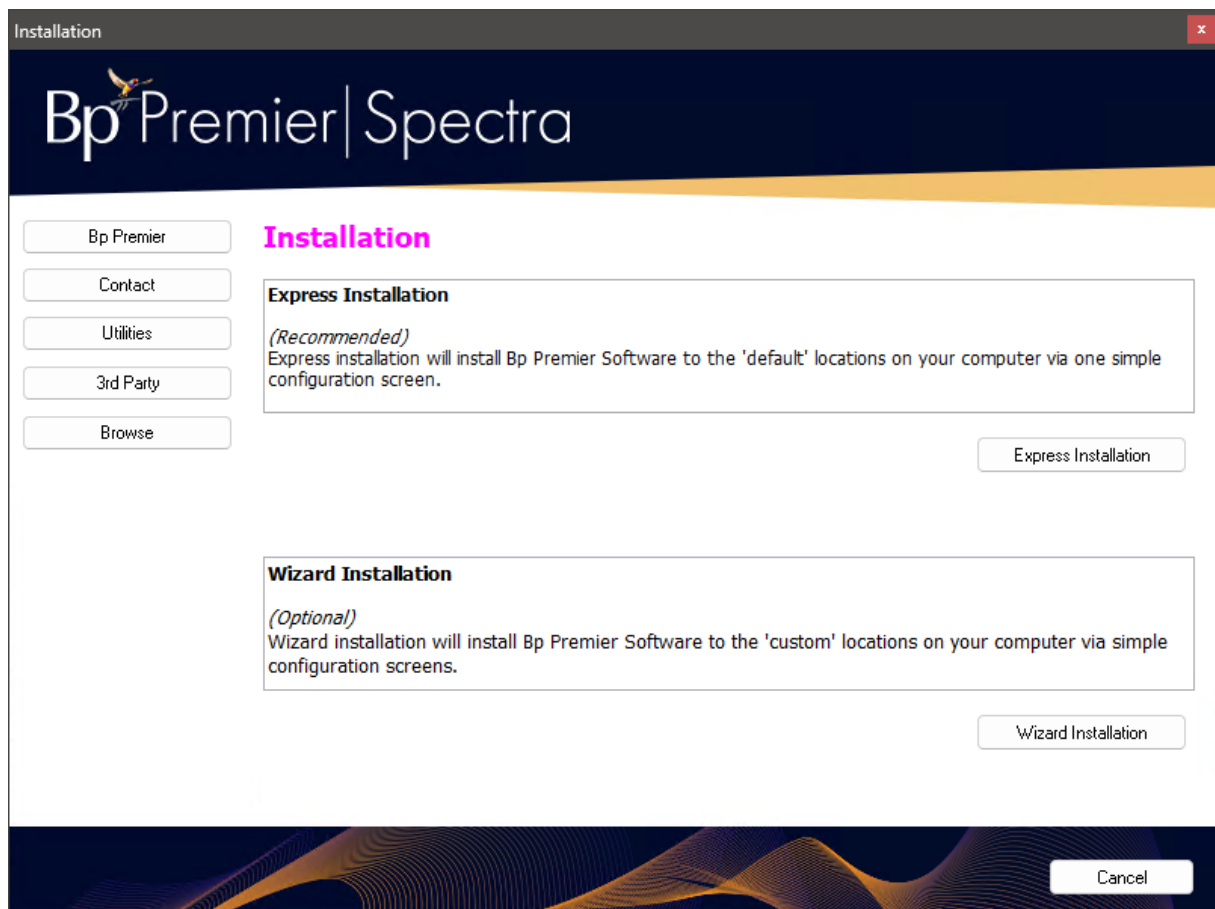 Installation
x
Bp Premier | Spectra
Bp Premier
Contact
Utilities
3rd Party
Browse
Installation
Express Installation
(Recommended)
Express installation will install Bp Premier Software to the 'default' locations on your computer via one simple
configuration screen.
Express Installation
Wizard Installation
(Optional)
Wizard installation will install Bp Premier Software to the 'custom' locations on your computer via simple
configuration screens.
Wizard Installation
Cancel